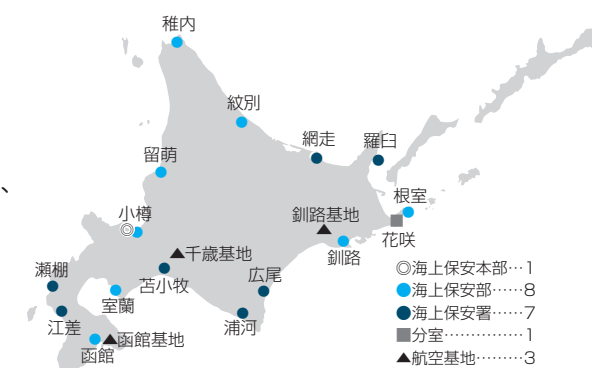 稚内
紋別
網走
羅臼
留萌
、
根室
小樽
釧路基地
花咲
千歳基地
釧路
瀬棚
苫小牧
広尾
室蘭
江差
浦河
函館基地
函館
◎海上保安本部…1
●海上保安部……8
●海上保安署……7
■分室……………1
▲航空基地………3